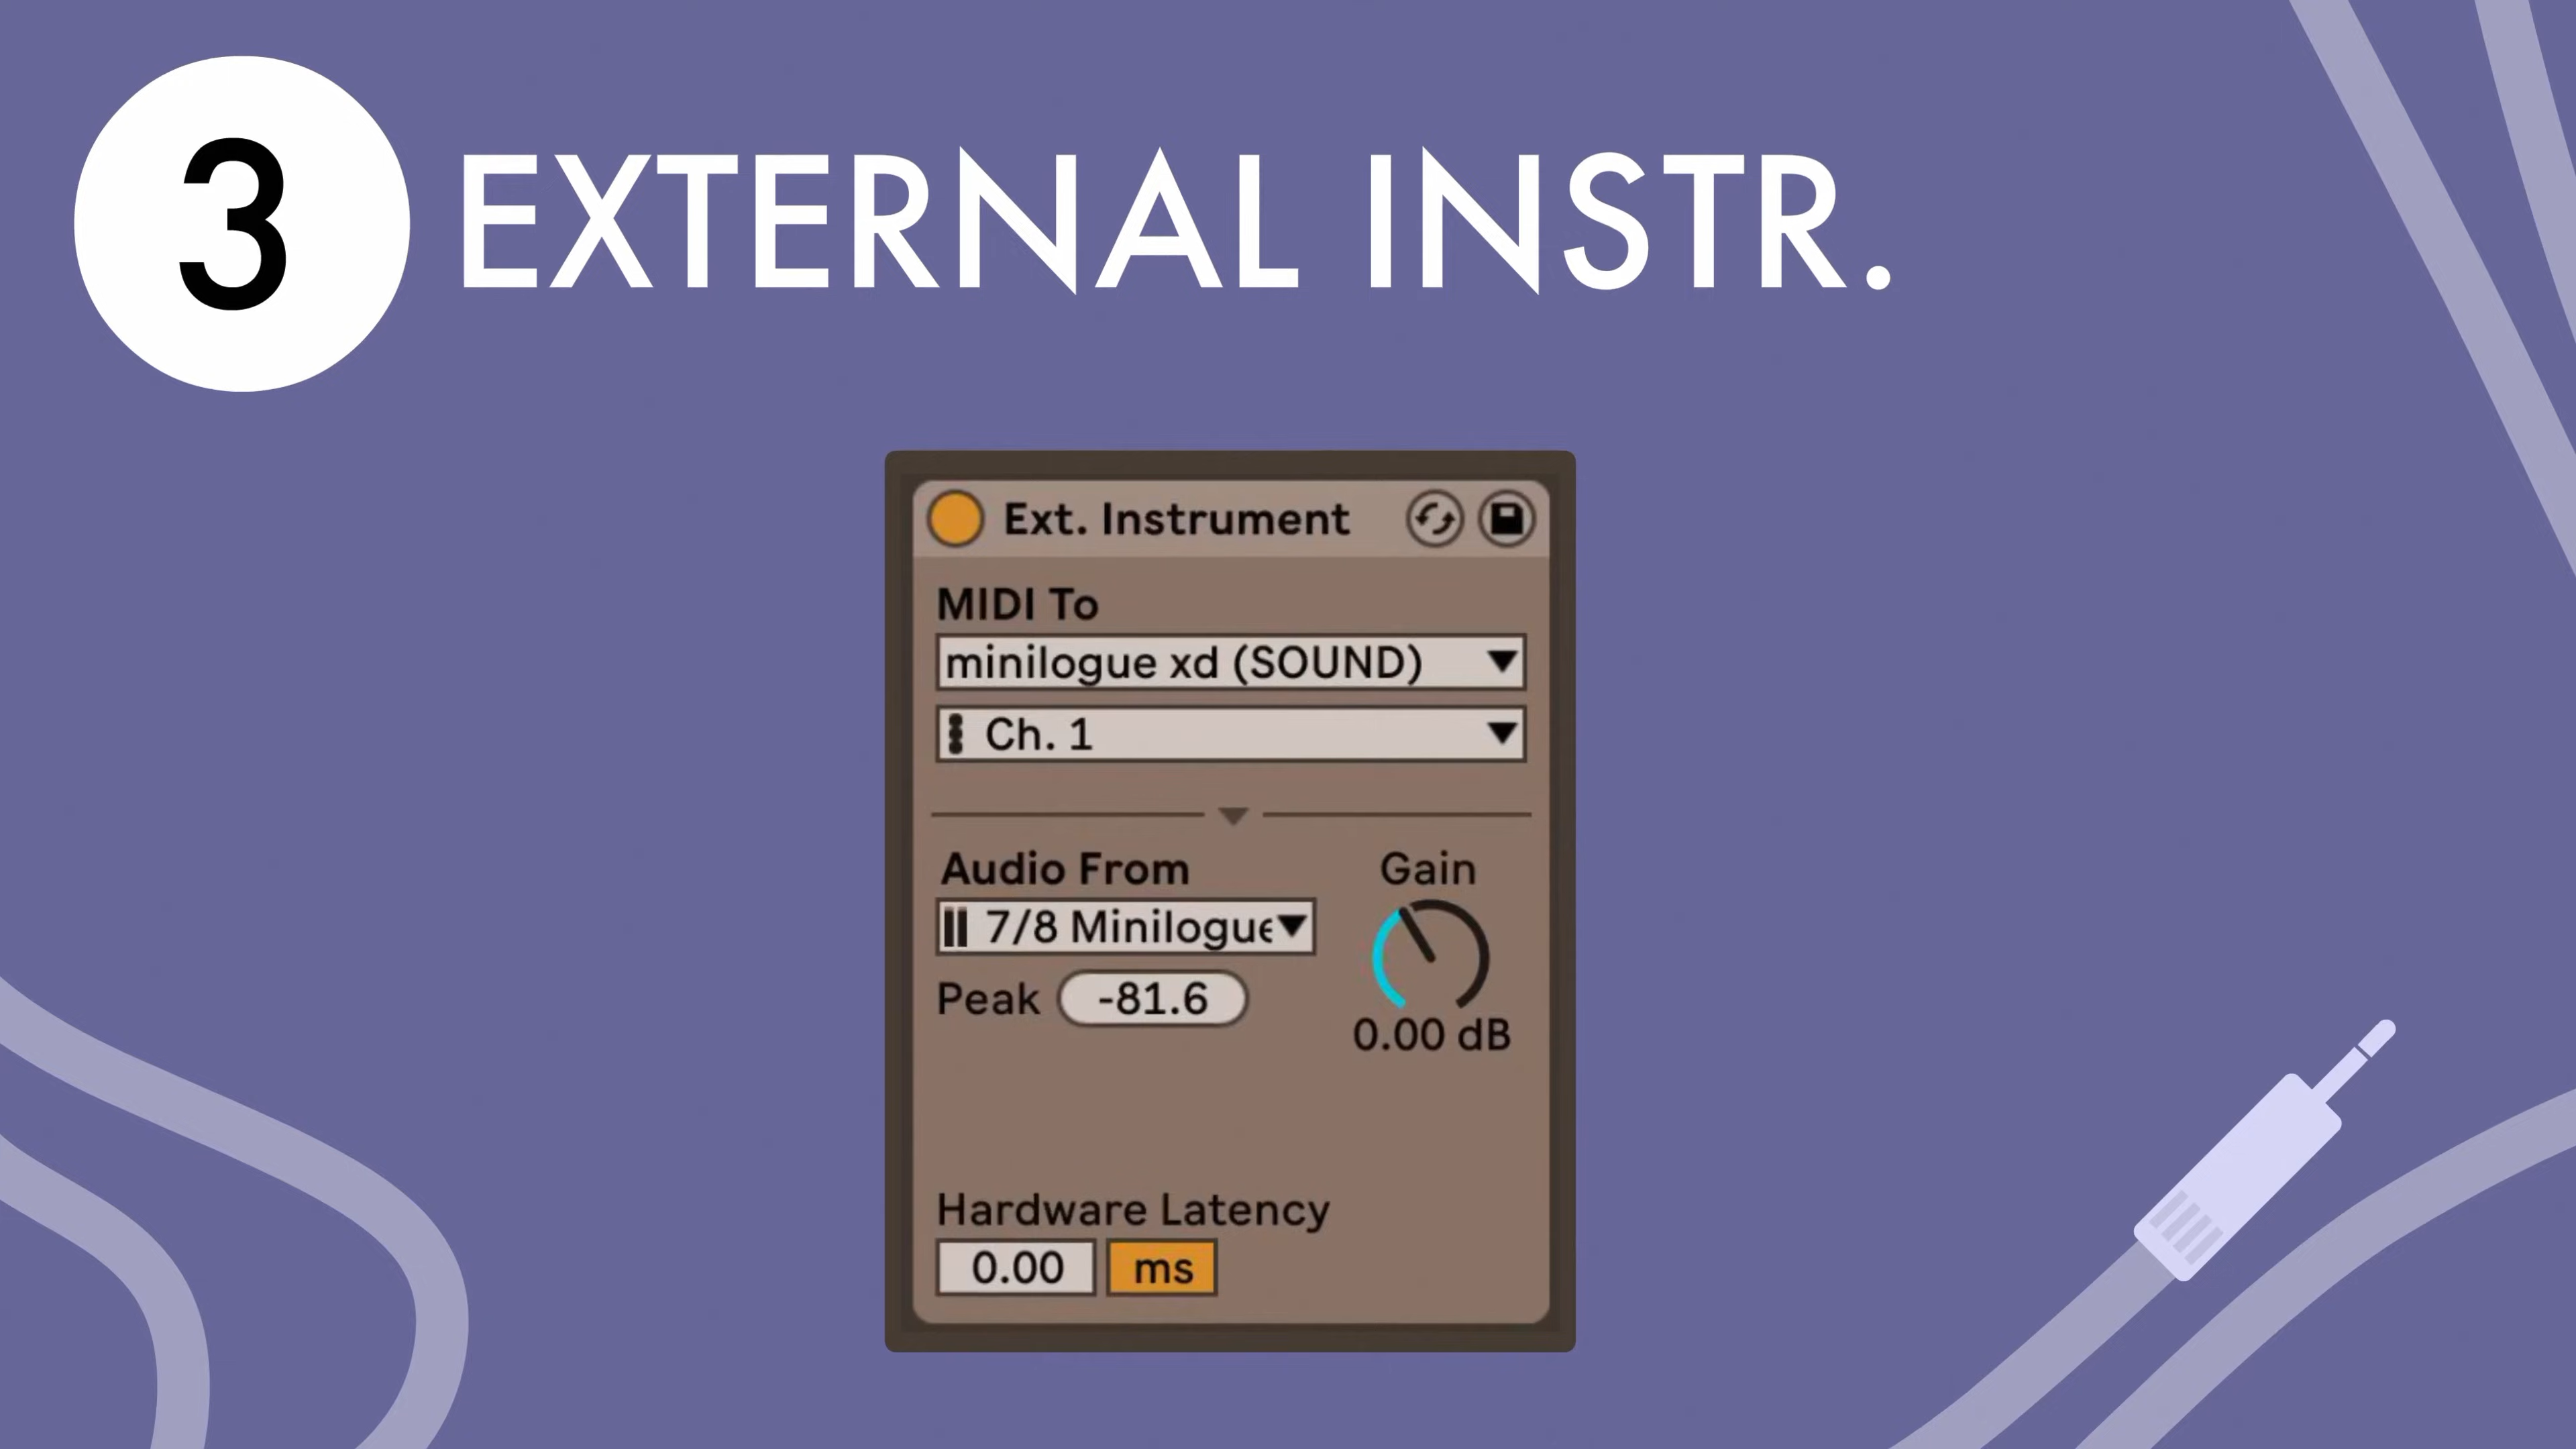 3 EXTERNAL INSTR.
Ext. Instrument
MIDI To
minilogue xd (SOUND)
Ch. 1
Audio From
Gain
7/8 Minilogue
Peak -81.6
0.00 dB
Hardware Latency
0.00 ms